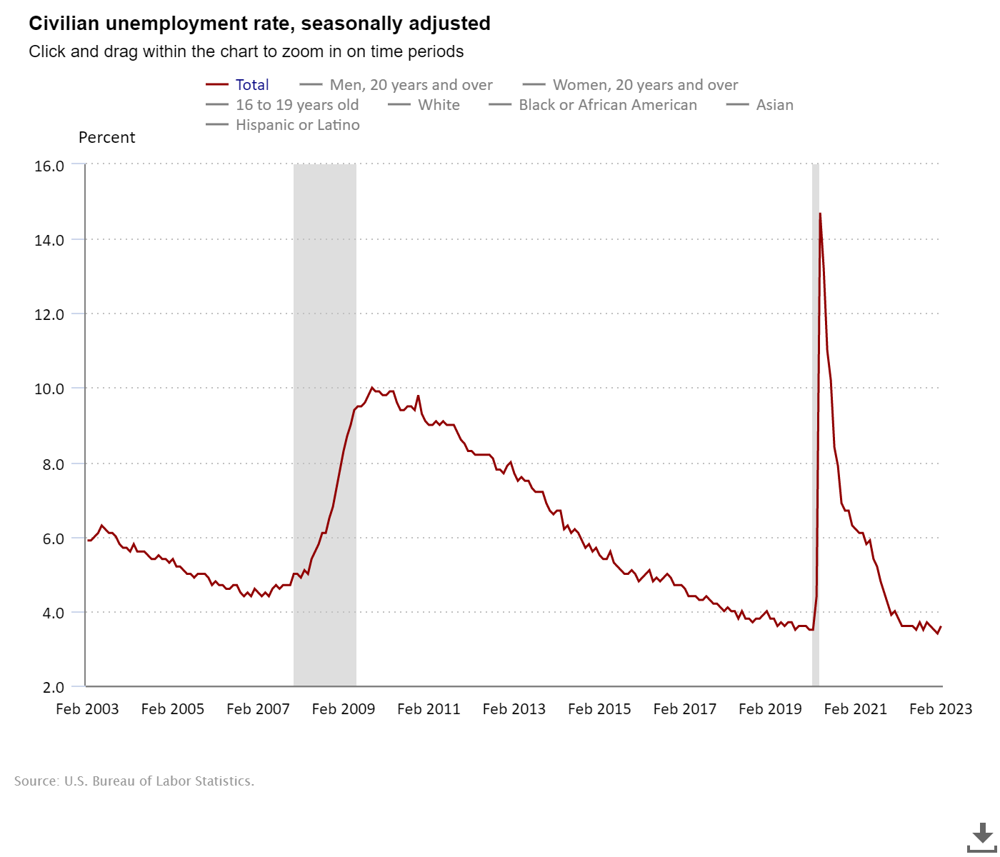 Civilian unemployment rate, seasonally adjusted
Click and drag within the chart to zoom in on time periods
Total Men, 20 years and over Women, 20 years and over
16 to 19 years old White Black or African American Asian
Hispanic or Latino
Percent
16.0
14.0
12.0
10.0
8.0
6.0
4.0
2.0
Feb 2003 Feb 2005 Feb 2007 Feb 2009 Feb 2011 Feb 2013 Feb 2015 Feb 2017 Feb 2019 Feb 2021 Feb 2023
Source: U.S. Bureau of Labor Statistics.